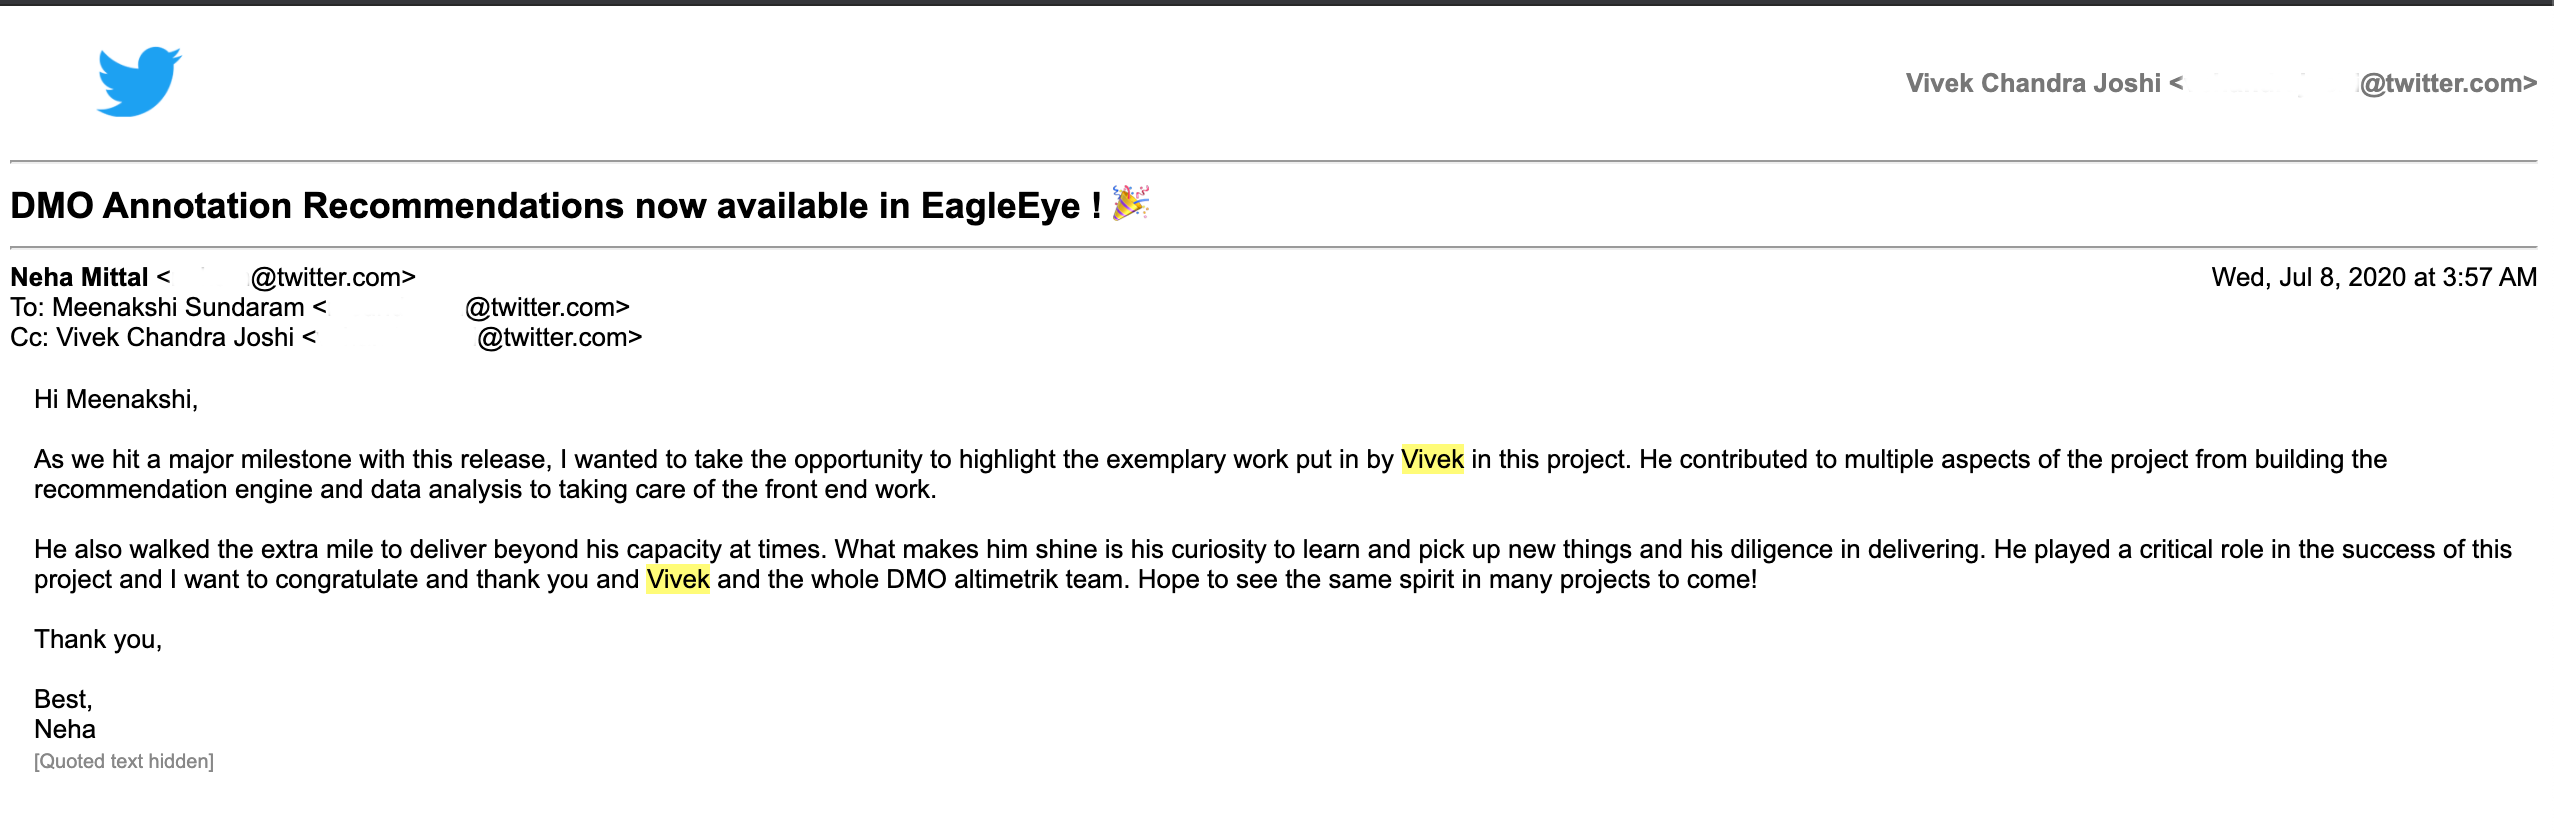 Vivek Chandra Joshi < @twitter.com>
DMO Annotation Recommendations now available in EagleEye ! 🎉
Neha Mittal < @twitter.com> Wed, Jul 8, 2020 at 3:57 AM
To: Meenakshi Sundaram < @twitter.com>
Cc: Vivek Chandra Joshi < @twitter.com>
Hi Meenakshi,
As we hit a major milestone with this release, I wanted to take the opportunity to highlight the exemplary work put in by Vivek in this project. He contributed to multiple aspects of the project from building the
recommendation engine and data analysis to taking care of the front end work.
He also walked the extra mile to deliver beyond his capacity at times. What makes him shine is his curiosity to learn and pick up new things and his diligence in delivering. He played a critical role in the success of this
project and I want to congratulate and thank you and Vivek and the whole DMO altimetrik team. Hope to see the same spirit in many projects to come!
Thank you,
Best,
Neha
[Quoted text hidden]